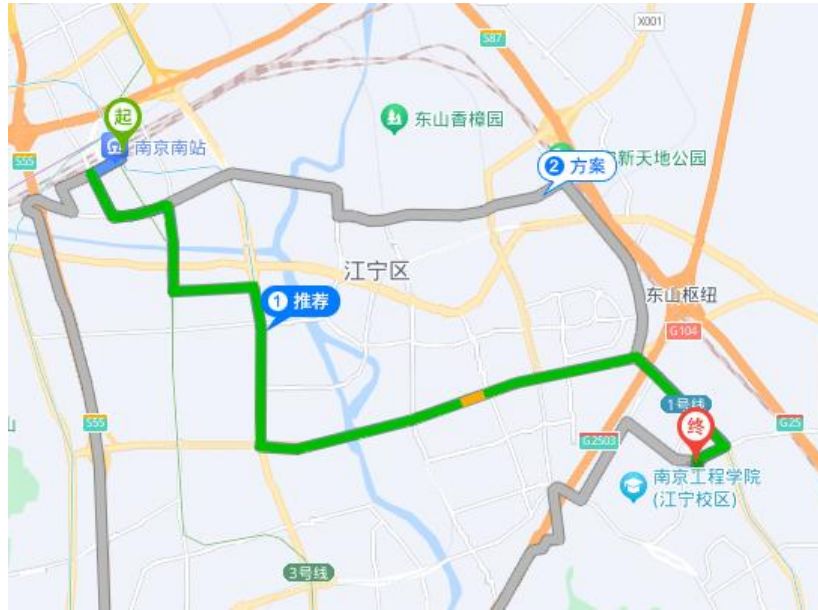 X001
S87
起
东山香樟园
南京南站
S55
新天地公园
2 方案
江宁区
东山枢纽
1 推荐
G104
1号线
S55
终
G25
G2503
南京工程学院
(江宁校区)
3号线